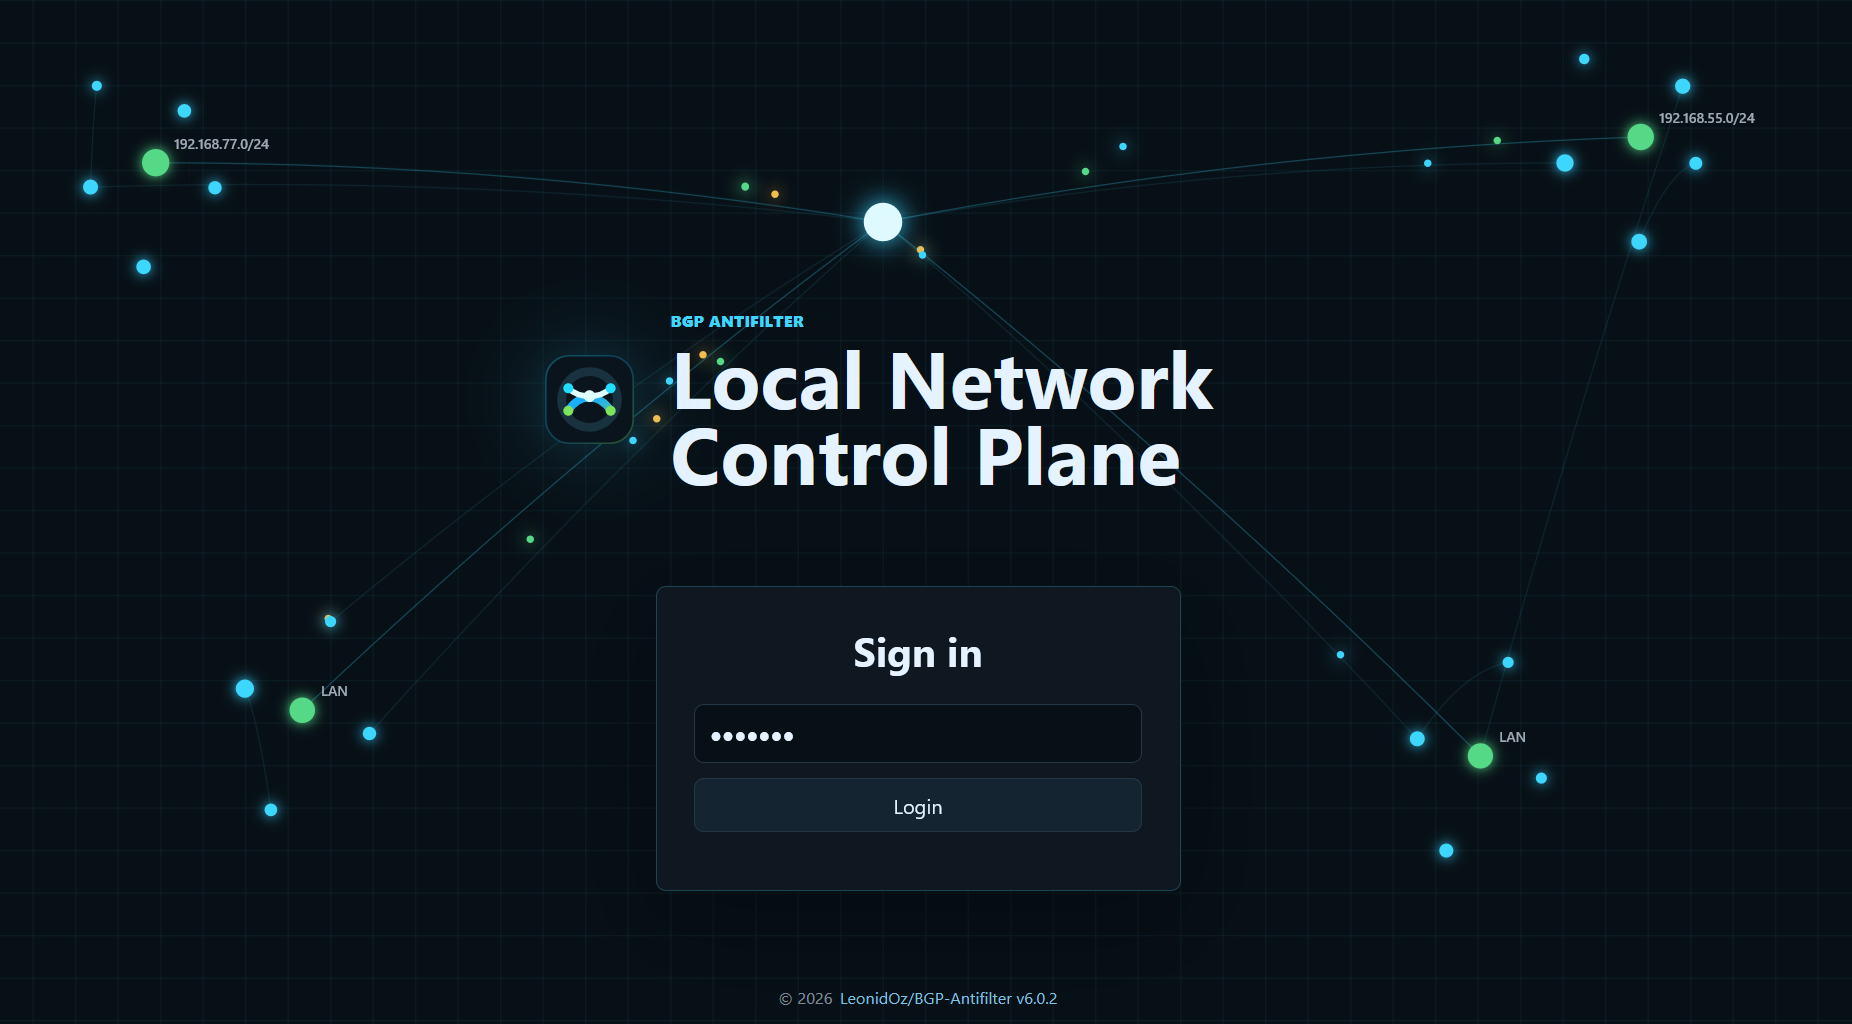 192.168.77.0/24
192.168.55.0/24
BGP ANTIFILTER
Local Network
Control Plane
Sign in
•••••••
Login
LAN
LAN
© 2026 LeonidOz/BGP-Antifilter v6.0.2